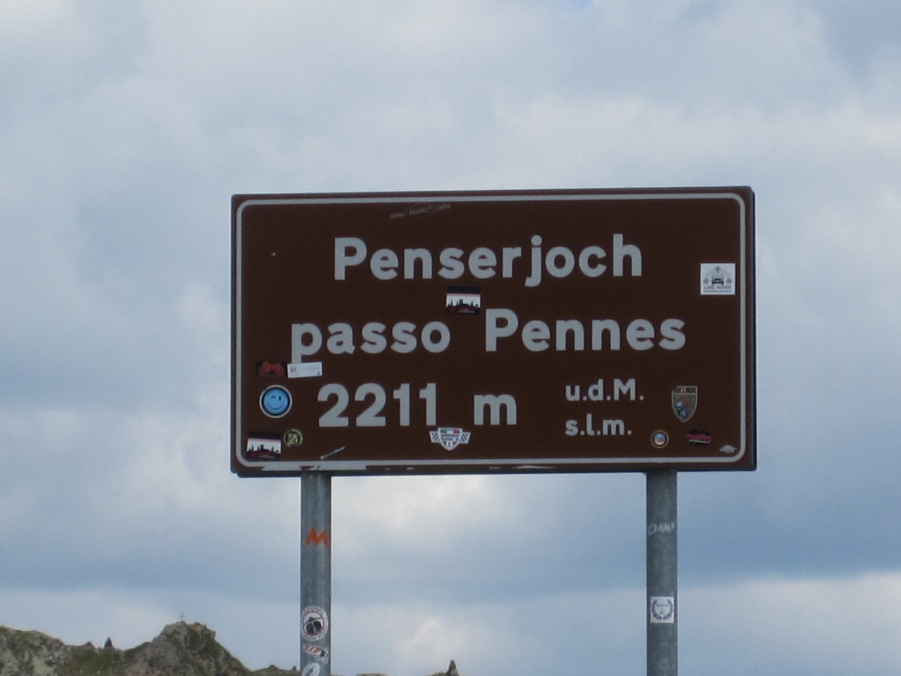 Penserjoch
passo Pennes
2211 m
u.d.M.
s.l.m.